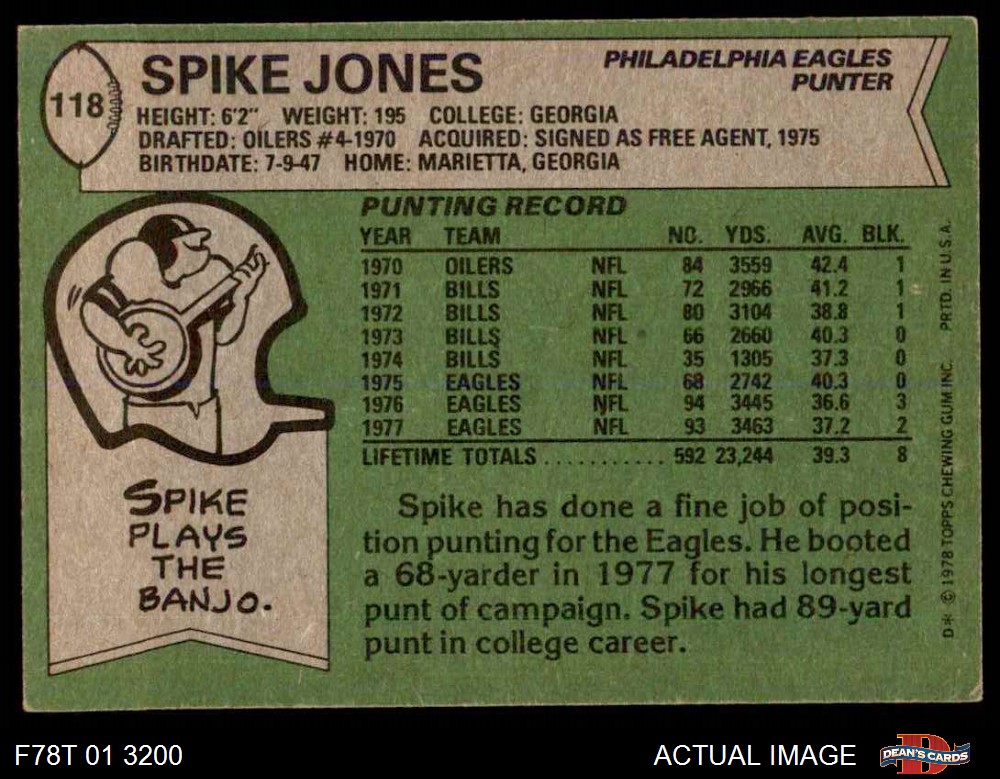 118
SPIKE JONES
PHILADELPHIA EAGLES
PUNTER
HEIGHT: 6'2" WEIGHT: 195 COLLEGE: GEORGIA
DRAFTED: OILERS #4-1970 ACQUIRED: SIGNED AS FREE AGENT, 1975
BIRTHDATE: 7-9-47 HOME: MARIETTA, GEORGIA
PUNTING RECORD
YEAR TEAM NO. YDS. AVG. BLK.
1970 OILERS NFL 84 3559 42.4 1
1971 BILLS NFL 72 2966 41.2 1
1972 BILLS NFL 80 3104 38.8 1
1973 BILLS NFL 66 2660 40.3 0
1974 BILLS NFL 35 1305 37.3 0
1975 EAGLES NFL 68 2742 40.3 0
1976 EAGLES NFL 94 3445 36.6 3
1977 EAGLES NFL 93 3463 37.2 2
LIFETIME TOTALS ........... 592 23,244 39.3 8
SPIKE
PLAYS
THE
BANJO.
Spike has done a fine job of posi-
tion punting for the Eagles. He booted
a 68-yarder in 1977 for his longest
punt of campaign. Spike had 89-yard
punt in college career.
D* © 1978 TOPPS CHEWING GUM INC. PRTD. IN U.S.A.
F78T 01 3200
ACTUAL IMAGE
DEAN'S CARDS